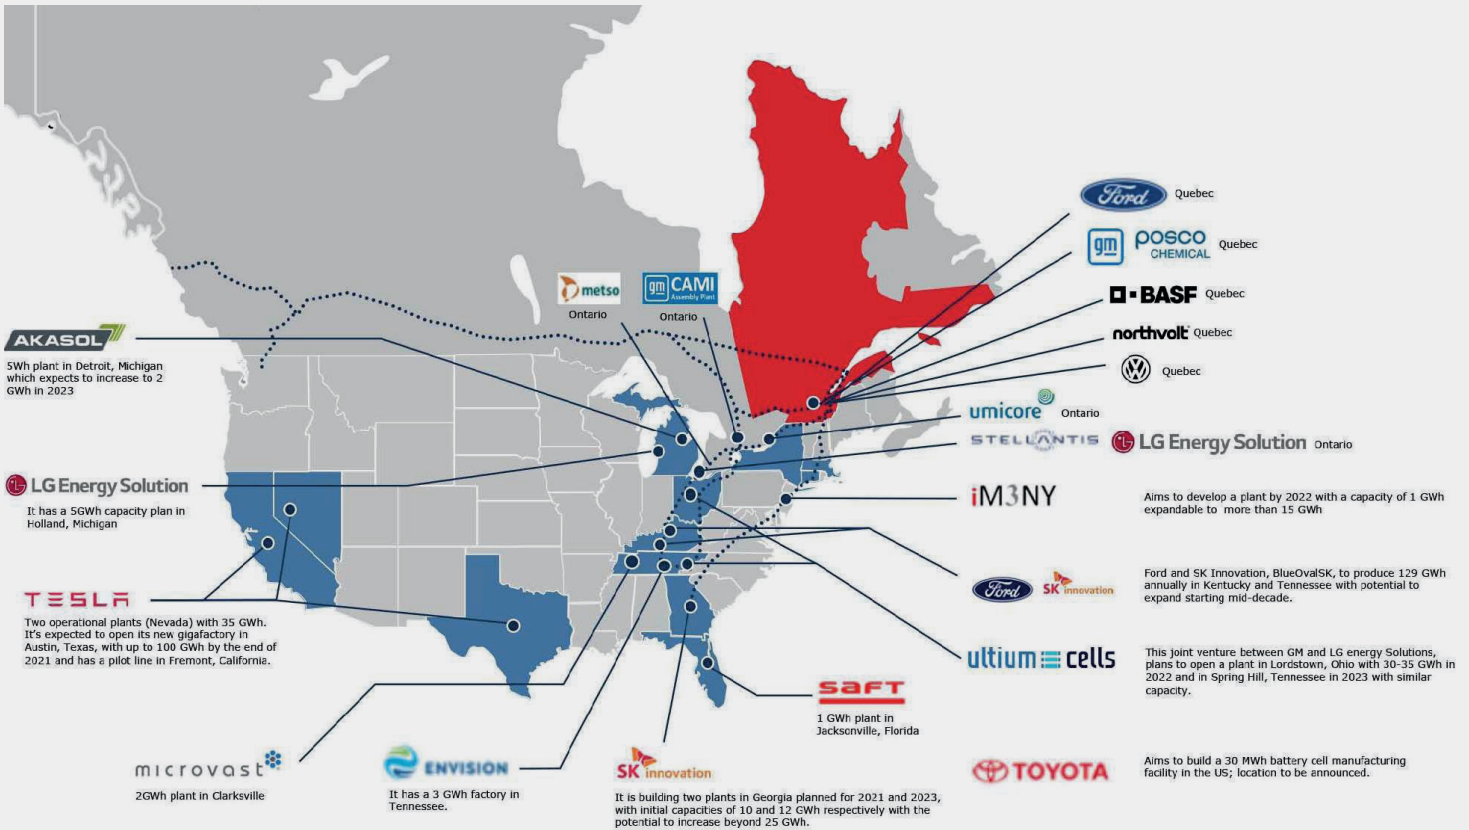 Ford Quebec
gm POSCO CHEMICAL Quebec
BASF Quebec
northvolt Quebec
VW Quebec
metso
Ontario
gm CAMI
Assembly Plant
Ontario
AKASOL
5Wh plant in Detroit, Michigan
which expects to increase to 2
GWh in 2023
umicore Ontario
STELLANTIS LG Energy Solution Ontario
LG Energy Solution
It has a 5GWh capacity plan in
Holland, Michigan
iM3NY
Aims to develop a plant by 2022 with a capacity of 1 GWh
expandable to more than 15 GWh
Ford SK innovation
Ford and SK Innovation, BlueOvalSK, to produce 129 GWh
annually in Kentucky and Tennessee with potential to
expand starting mid-decade.
TESLA
Two operational plants (Nevada) with 35 GWh.
It's expected to open its new gigafactory in
Austin, Texas, with up to 100 GWh by the end of
2021 and has a pilot line in Fremont, California.
ultium cells
This joint venture between GM and LG energy Solutions,
plans to open a plant in Lordstown, Ohio with 30-35 GWh in
2022 and in Spring Hill, Tennessee in 2023 with similar
capacity.
saft
1 GWh plant in
Jacksonville, Florida
microvast
2GWh plant in Clarksville
ENVISION
It has a 3 GWh factory in
Tennessee.
SK innovation
It is building two plants in Georgia planned for 2021 and 2023,
with initial capacities of 10 and 12 GWh respectively with the
potential to increase beyond 25 GWh.
TOYOTA
Aims to build a 30 MWh battery cell manufacturing
facility in the US; location to be announced.